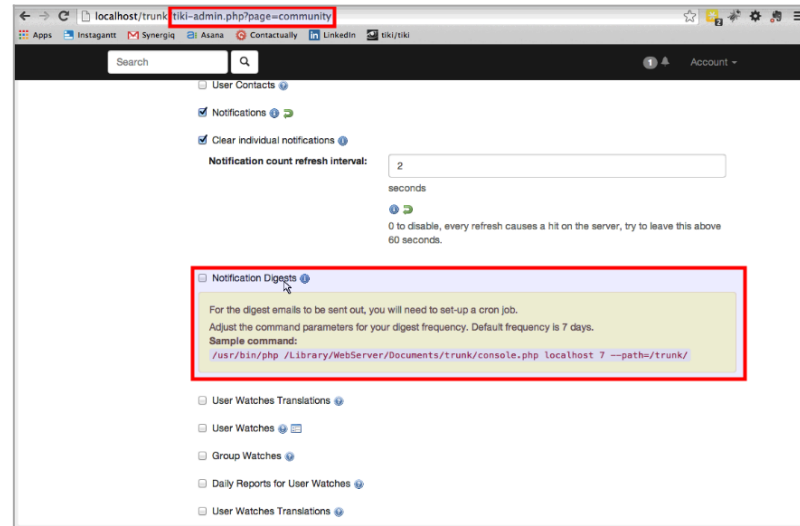 localhost/trunk/tiki-admin.php?page=community
Apps Instagantt Synergiq Asana Contactually LinkedIn tiki/tiki
Search 1 Account
User Contacts
Notifications
Clear individual notifications
Notification count refresh interval: 2
seconds
0 to disable, every refresh causes a hit on the server, try to leave this above
60 seconds.
Notification Digests
For the digest emails to be sent out, you will need to set-up a cron job.
Adjust the command parameters for your digest frequency. Default frequency is 7 days.
Sample command:
/usr/bin/php /Library/WebServer/Documents/trunk/console.php localhost 7 --path=/trunk/
User Watches Translations
User Watches
Group Watches
Daily Reports for User Watches
User Watches Translations